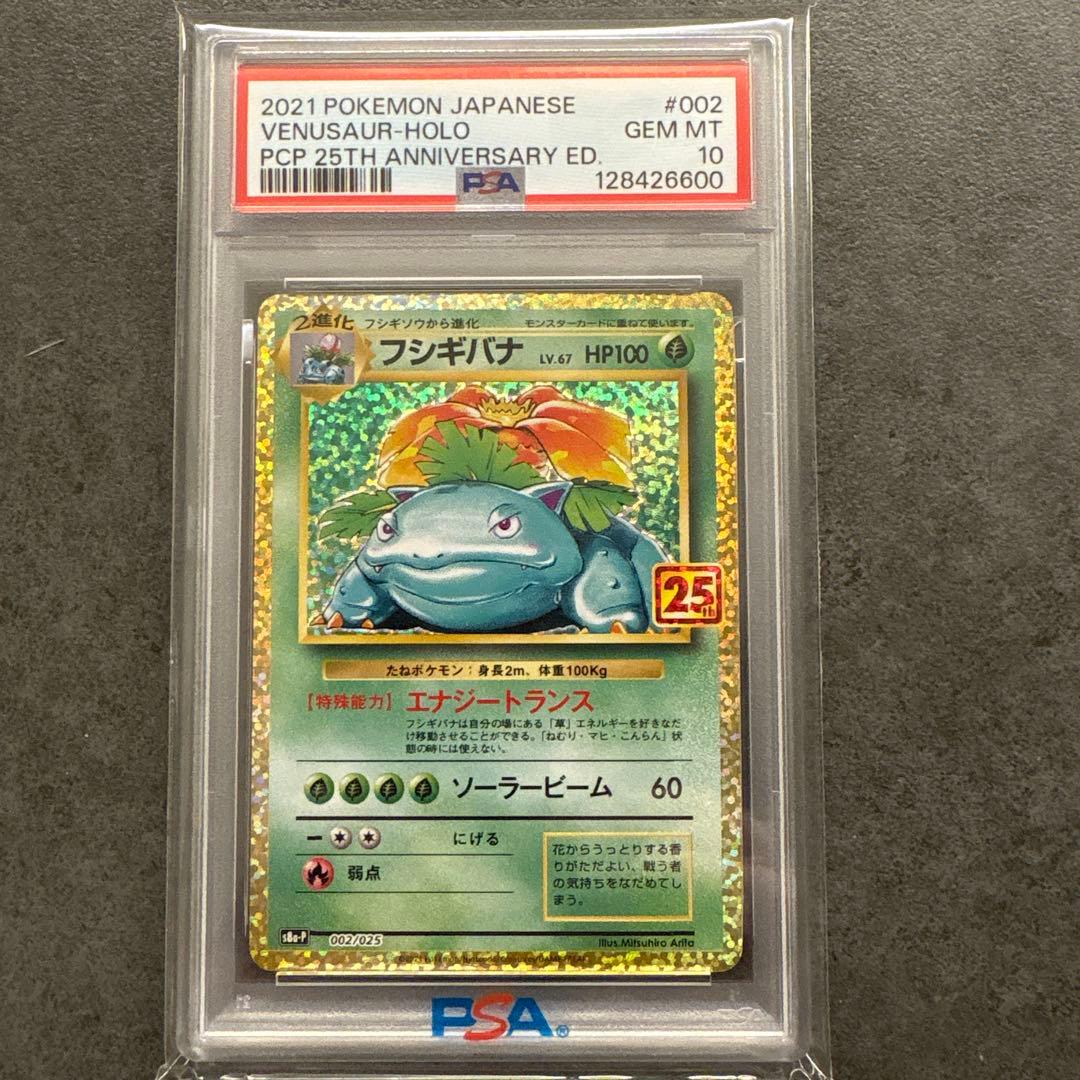 2021 POKEMON JAPANESE #002
VENUSAUR-HOLO GEM MT
PCP 25TH ANNIVERSARY ED. 10
PSA 128426600
2進化 フシギソウから進化 モンスターカードに重ねて使います。
フシギバナ LV.67 HP100
25th
たねポケモン：身長2m、体重100Kg
【特殊能力】 エナジートランス
フシギバナは自分の場にある「草」エネルギーを好きなだ
け移動させることができる。「ねむり・マヒ・こんらん」状
態の時には使えない。
ソーラービーム 60
ー にげる
弱点
花からうっとりする香
りがただよい、戦う者
の気持ちをなだめてし
まう。
s8a-P 002/025 Illus.Mitsuhiro Arita
PSA®